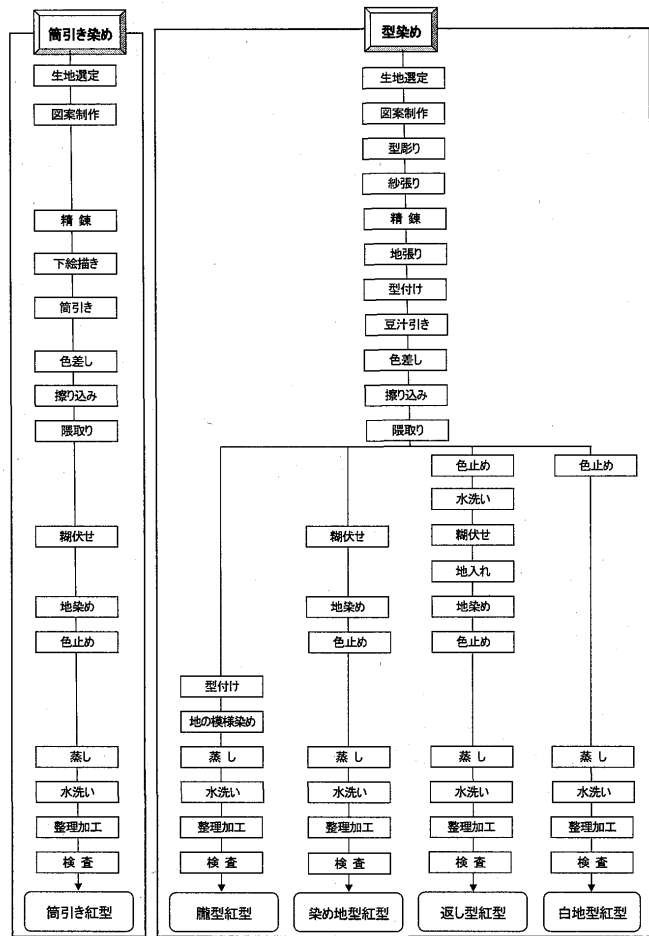 筒引き染め
生地選定
図案制作
精 錬
下絵描き
筒引き
色差し
擦り込み
隈取り
糊伏せ
地染め
色止め
蒸 し
水洗い
整理加工
検 査
筒引き紅型
型染め
生地選定
図案制作
型彫り
紗張り
精 錬
地張り
型付け
豆汁引き
色差し
擦り込み
隈取り
型付け
地の模様染め
蒸 し
水洗い
整理加工
検 査
朧型紅型
糊伏せ
地染め
色止め
蒸 し
水洗い
整理加工
検 査
染め地型紅型
色止め
水洗い
糊伏せ
地入れ
地染め
色止め
蒸 し
水洗い
整理加工
検 査
返し型紅型
色止め
蒸 し
水洗い
整理加工
検 査
白地型紅型